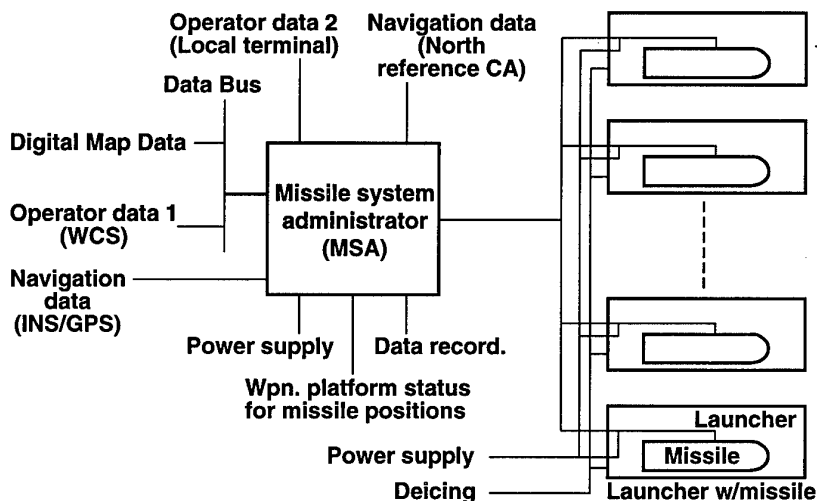 Operator data 2
(Local terminal)
Navigation data
(North
reference CA)
Data Bus
Digital Map Data
Operator data 1
(WCS)
Navigation
data
(INS/GPS)
Missile system
administrator
(MSA)
Power supply
Data record.
Wpn. platform status
for missile positions
Launcher
Missile
Power supply
Deicing
Launcher w/missile